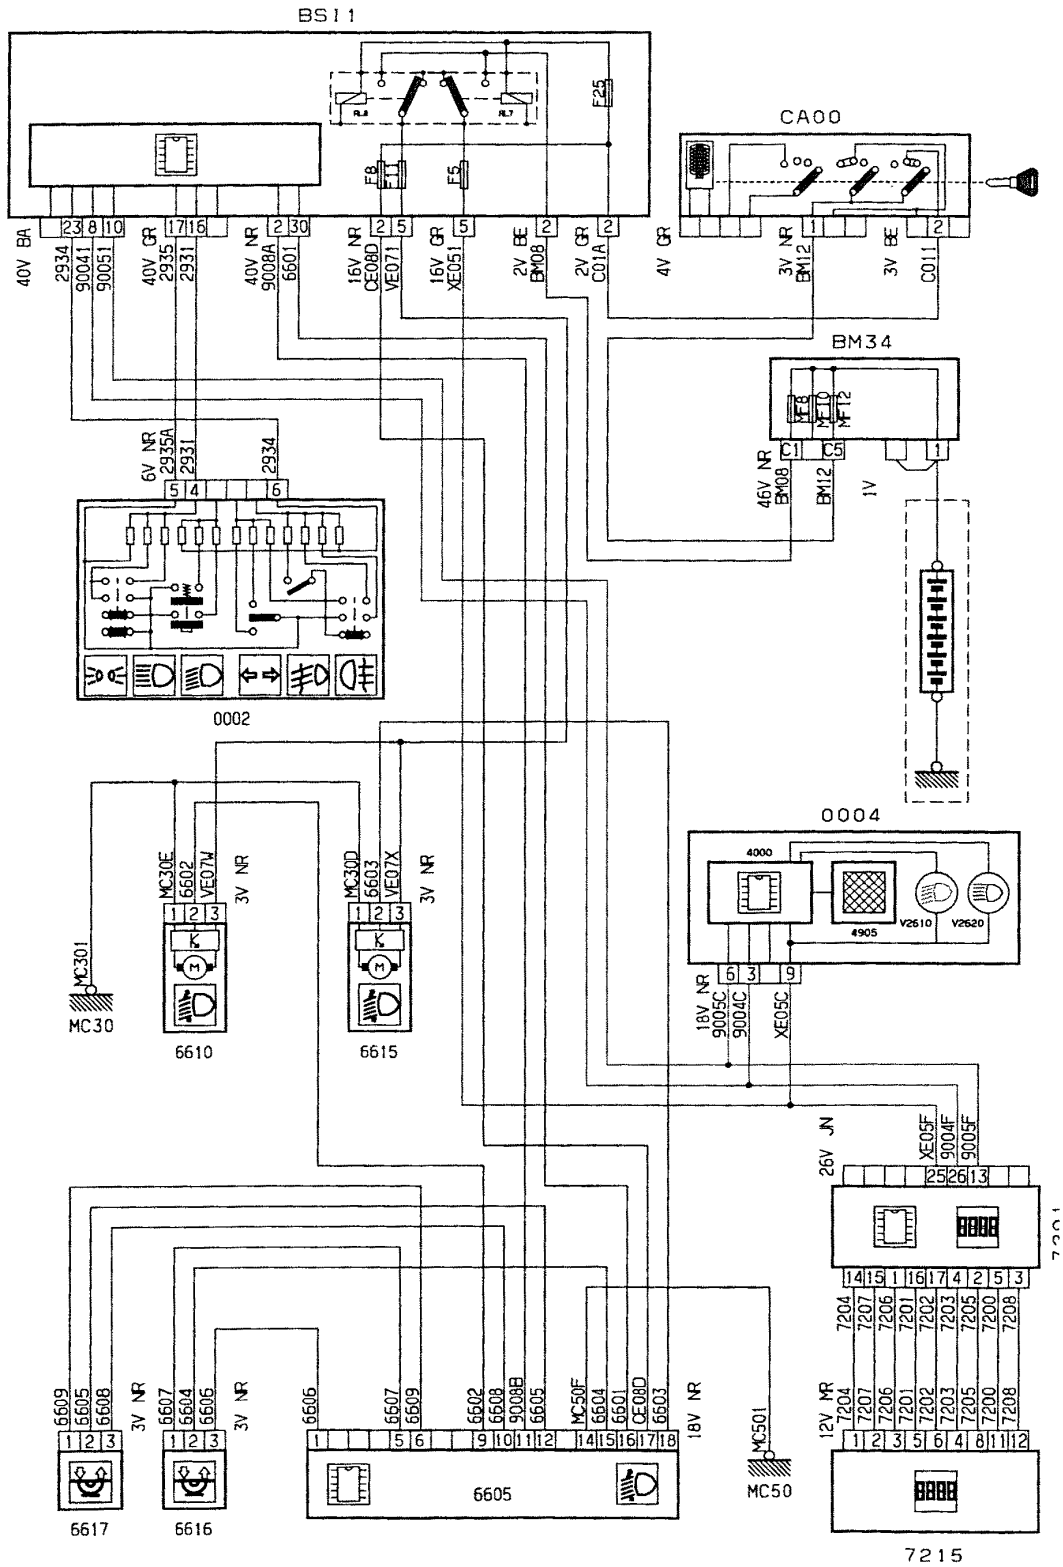 BSI1
F25
RL8
RL7
F8
F11
F5
CA00
23 8 10
17 16
2 30
2 5
5
2
2
1
2
40V BA
2934
90041
90051
40V GR
2935
2931
40V NR
9008A
6601
16V NR
CE08D
VE071
16V GR
XE051
2V BE
BM08
2V GR
C01A
4V GR
3V NR
BM12
3V BE
C011
BM34
MF8
MF10
MF12
C1 C5
1
46V NR
BM08
BM12
1V
6V NR
2935A
2931
2934
5 4 6
0002
0004
4000
4905
V2610
V2620
6 3 9
18V NR
9005C
9004C
XE05C
MC30E
6602
VE07W
3V NR
MC30D
6603
VE07X
3V NR
1 2 3
1 2 3
K
M
K
M
MC301
MC30
6610
6615
26V JN
XE05F
9004F
9005F
25 26 13
14 15 1 16 17 4 2 5 3
7204
7207
7206
7201
7202
7203
7205
7200
7208
12V MR
7204
7207
7206
7201
7202
7203
7205
7200
7208
1 2 3 5 6 4 8 11 12
7215
6609
6605
6608
3V NR
6607
6604
6606
3V NR
1 2 3
1 2 3
6617
6616
6606
6607
6609
6602
6608
9008B
6605
MC50F
6604
6601
CE08D
6603
18V NR
1 5 6 9 10 11 12 14 15 16 17 18
6605
MC501
MC50